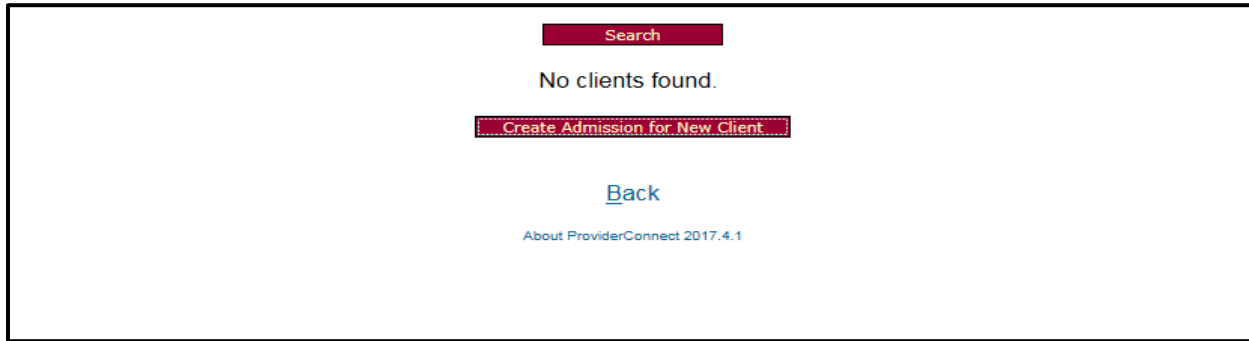 Search
No clients found.
Create Admission for New Client
Back
About ProviderConnect 2017.4.1